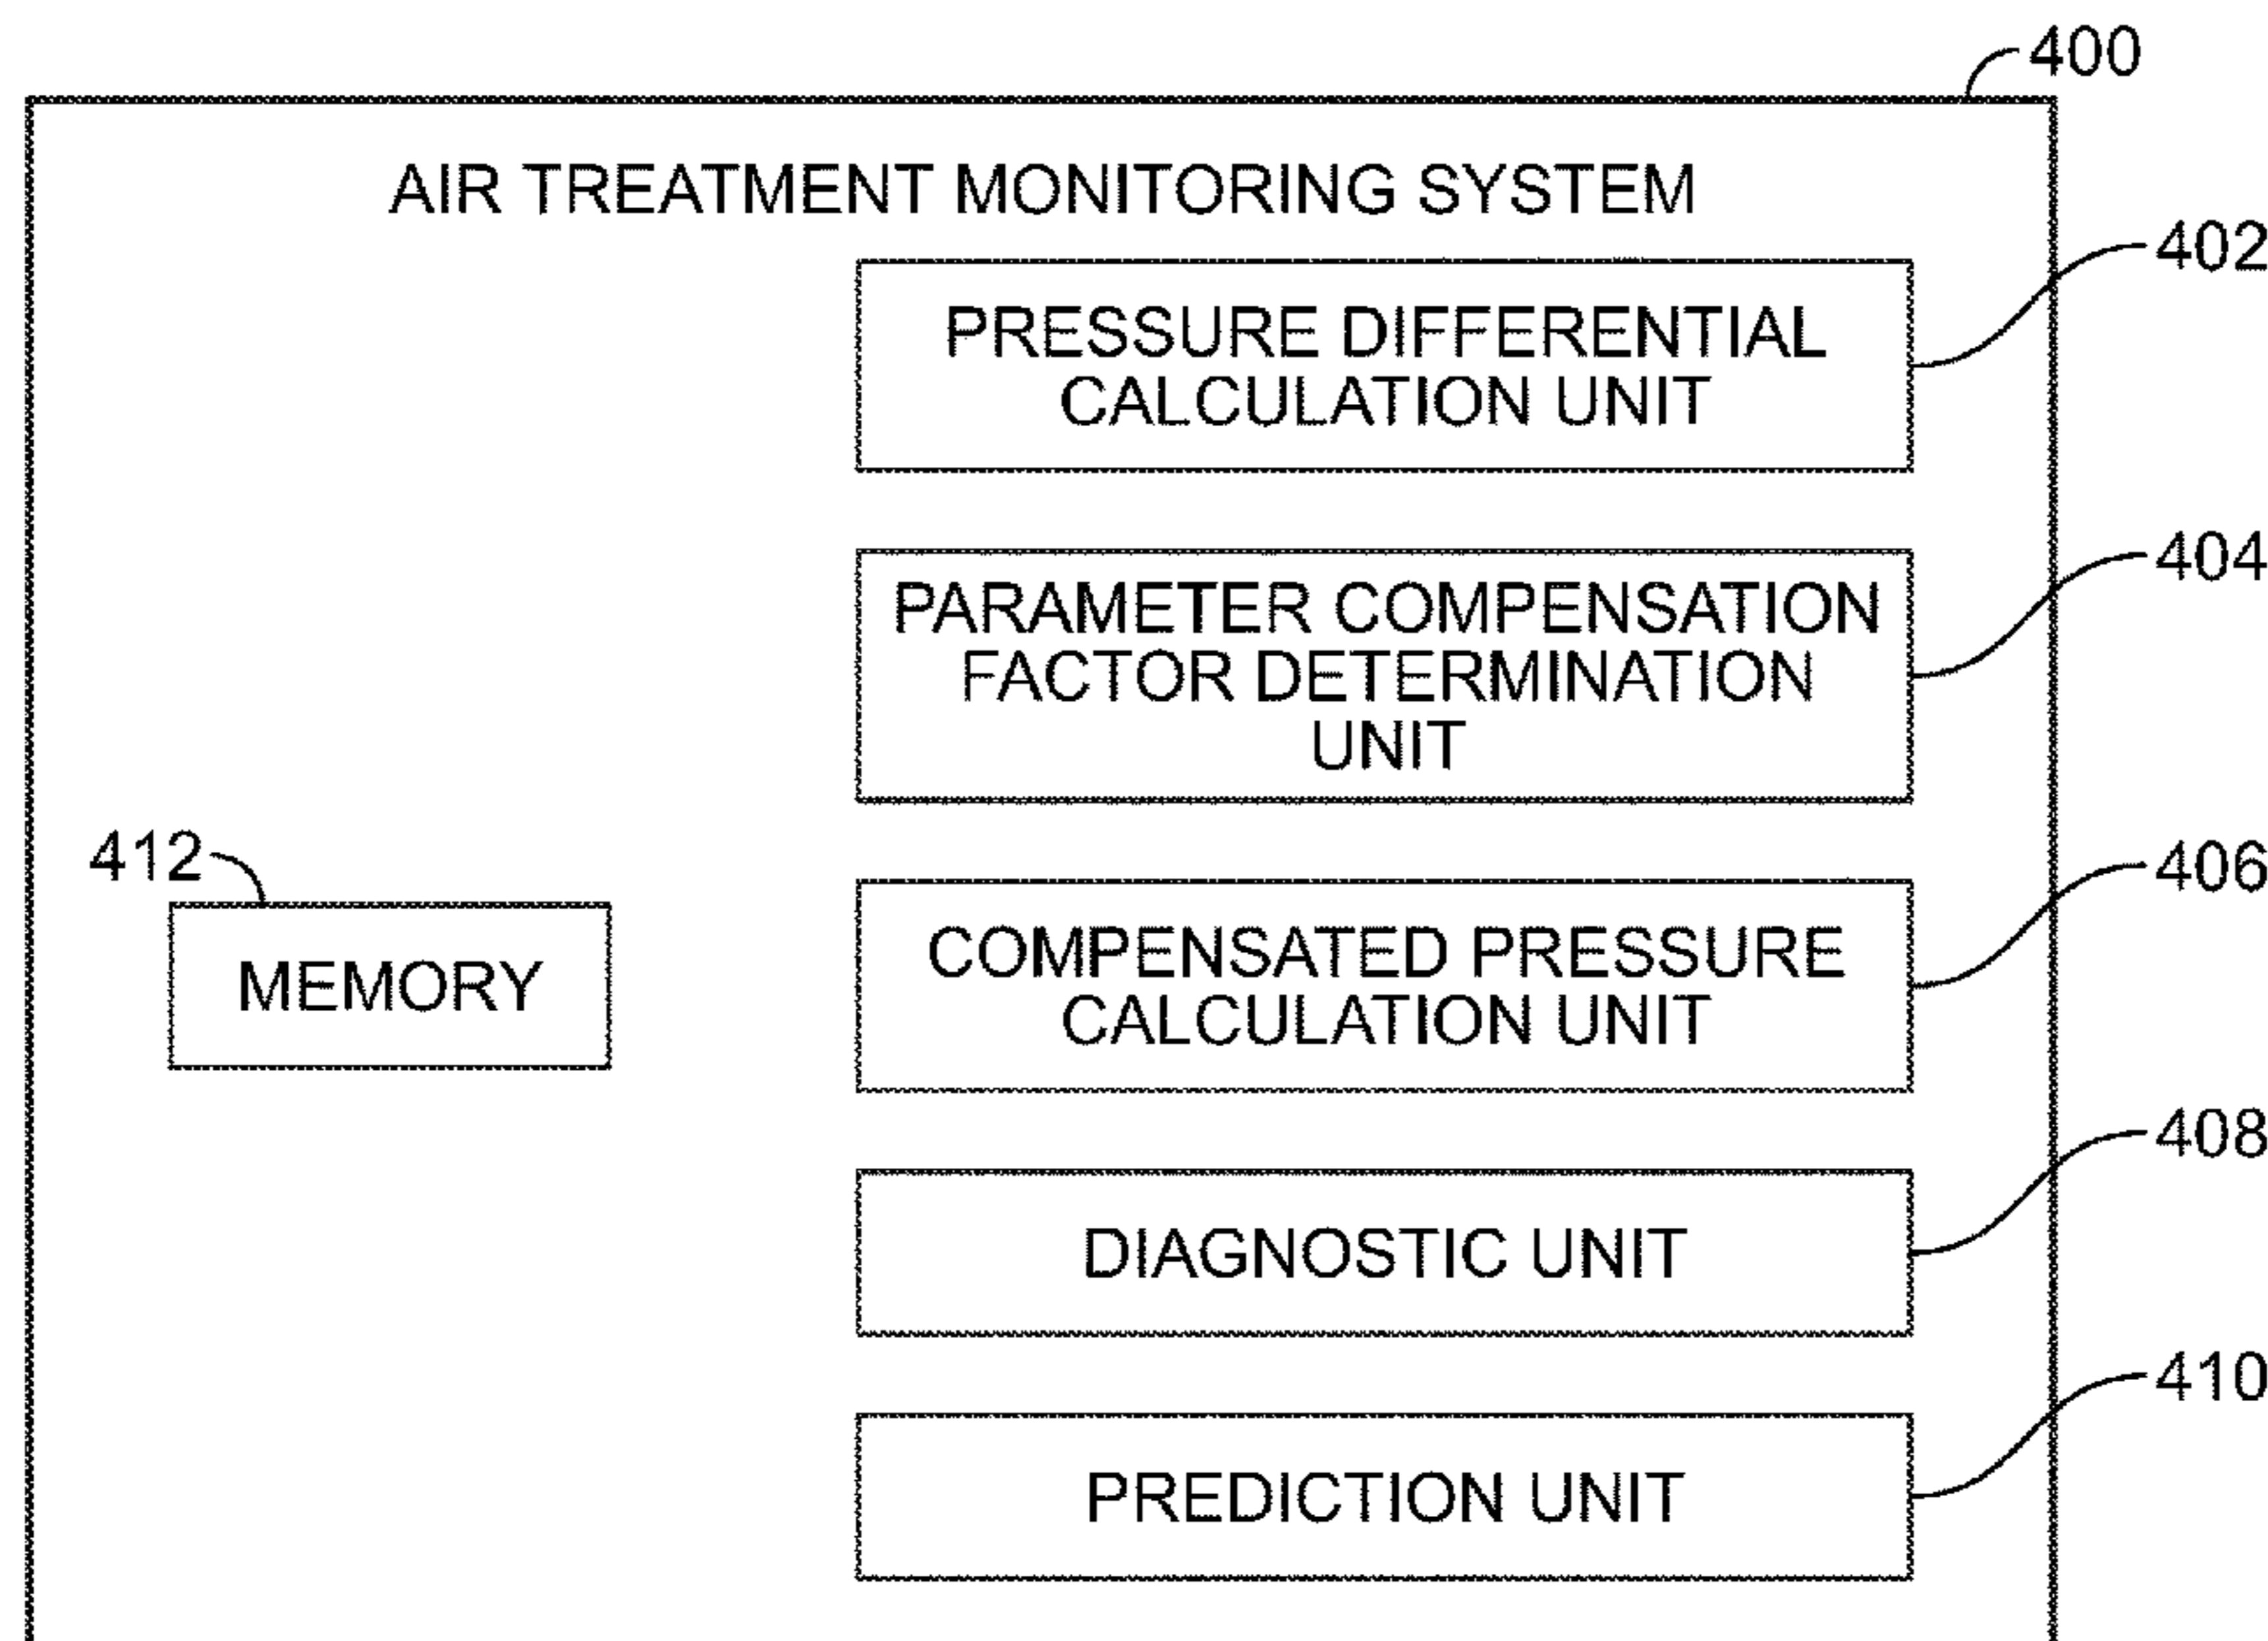 400
AIR TREATMENT MONITORING SYSTEM
402
PRESSURE DIFFERENTIAL
CALCULATION UNIT
404
PARAMETER COMPENSATION
FACTOR DETERMINATION
UNIT
412
MEMORY
406
COMPENSATED PRESSURE
CALCULATION UNIT
408
DIAGNOSTIC UNIT
410
PREDICTION UNIT